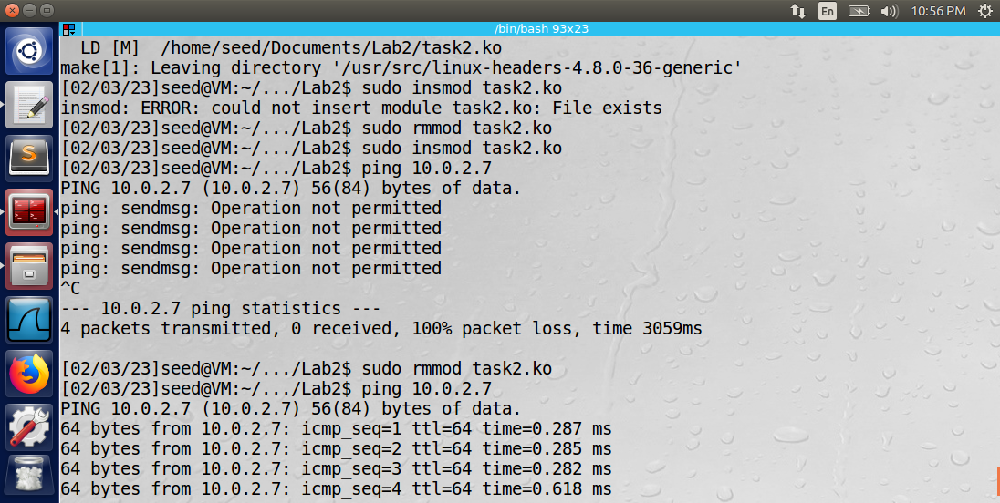 En
10:56 PM
/bin/bash 93x23
LD [M]  /home/seed/Documents/Lab2/task2.ko
make[1]: Leaving directory '/usr/src/linux-headers-4.8.0-36-generic'
[02/03/23]seed@VM:~/.../Lab2$ sudo insmod task2.ko
insmod: ERROR: could not insert module task2.ko: File exists
[02/03/23]seed@VM:~/.../Lab2$ sudo rmmod task2.ko
[02/03/23]seed@VM:~/.../Lab2$ sudo insmod task2.ko
[02/03/23]seed@VM:~/.../Lab2$ ping 10.0.2.7
PING 10.0.2.7 (10.0.2.7) 56(84) bytes of data.
ping: sendmsg: Operation not permitted
ping: sendmsg: Operation not permitted
ping: sendmsg: Operation not permitted
ping: sendmsg: Operation not permitted
^C
--- 10.0.2.7 ping statistics ---
4 packets transmitted, 0 received, 100% packet loss, time 3059ms
[02/03/23]seed@VM:~/.../Lab2$ sudo rmmod task2.ko
[02/03/23]seed@VM:~/.../Lab2$ ping 10.0.2.7
PING 10.0.2.7 (10.0.2.7) 56(84) bytes of data.
64 bytes from 10.0.2.7: icmp_seq=1 ttl=64 time=0.287 ms
64 bytes from 10.0.2.7: icmp_seq=2 ttl=64 time=0.285 ms
64 bytes from 10.0.2.7: icmp_seq=3 ttl=64 time=0.282 ms
64 bytes from 10.0.2.7: icmp_seq=4 ttl=64 time=0.618 ms